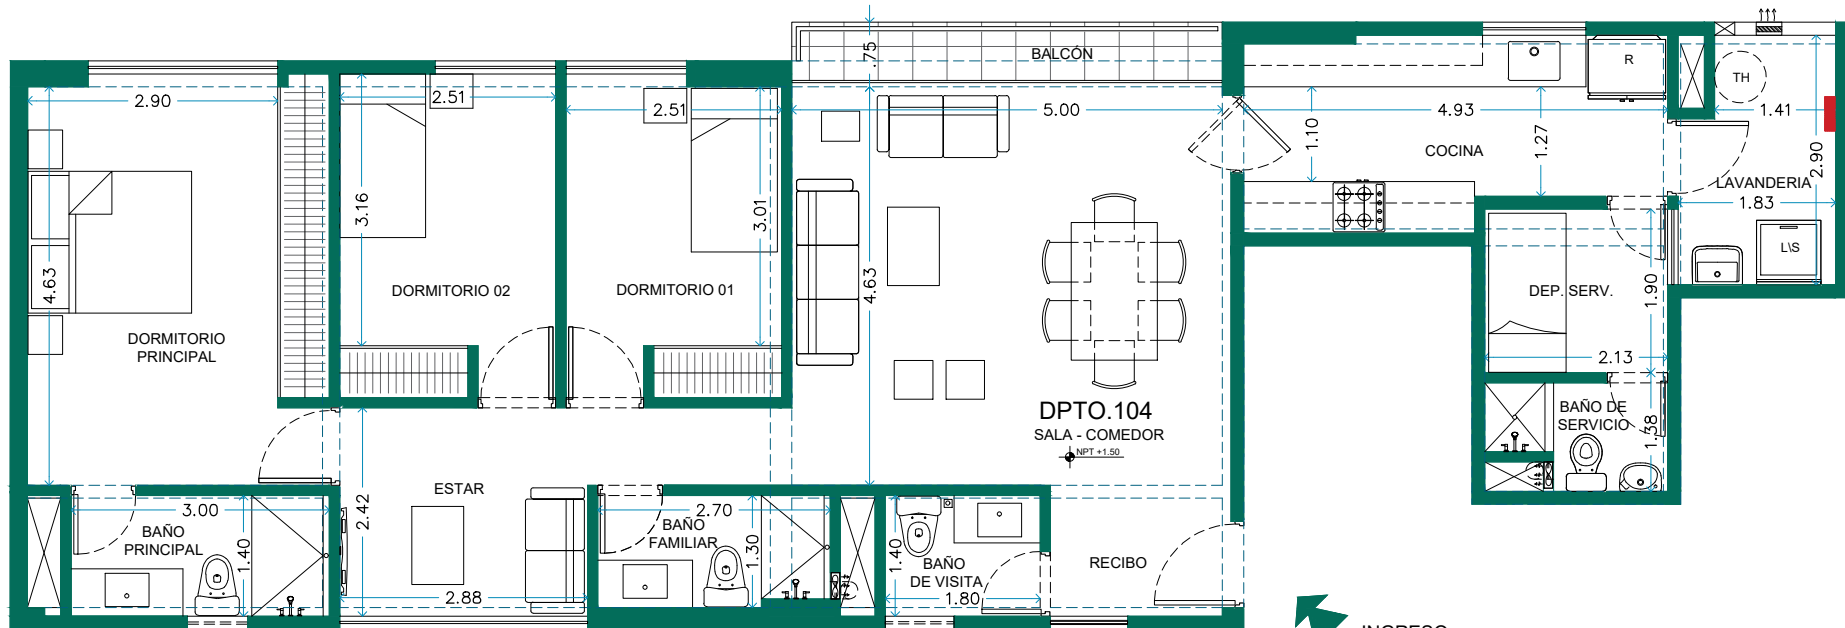 BALCÓN
.75
R
TH
2.90
2.51
2.51
5.00
4.93
1.41
1.10
1.27
COCINA
2.90
LAVANDERIA
1.83
3.16
3.01
L\S
4.63
4.63
DORMITORIO 02
DORMITORIO 01
DEP. SERV.
1.90
DORMITORIO
PRINCIPAL
2.13
DPTO.104
SALA - COMEDOR
NPT +1.50
BAÑO DE
SERVICIO
1.38
ESTAR
2.42
3.00
BAÑO
PRINCIPAL
1.40
2.70
BAÑO
FAMILIAR
1.30
1.40
BAÑO
DE VISITA
1.80
RECIBO
2.88
INGRESO